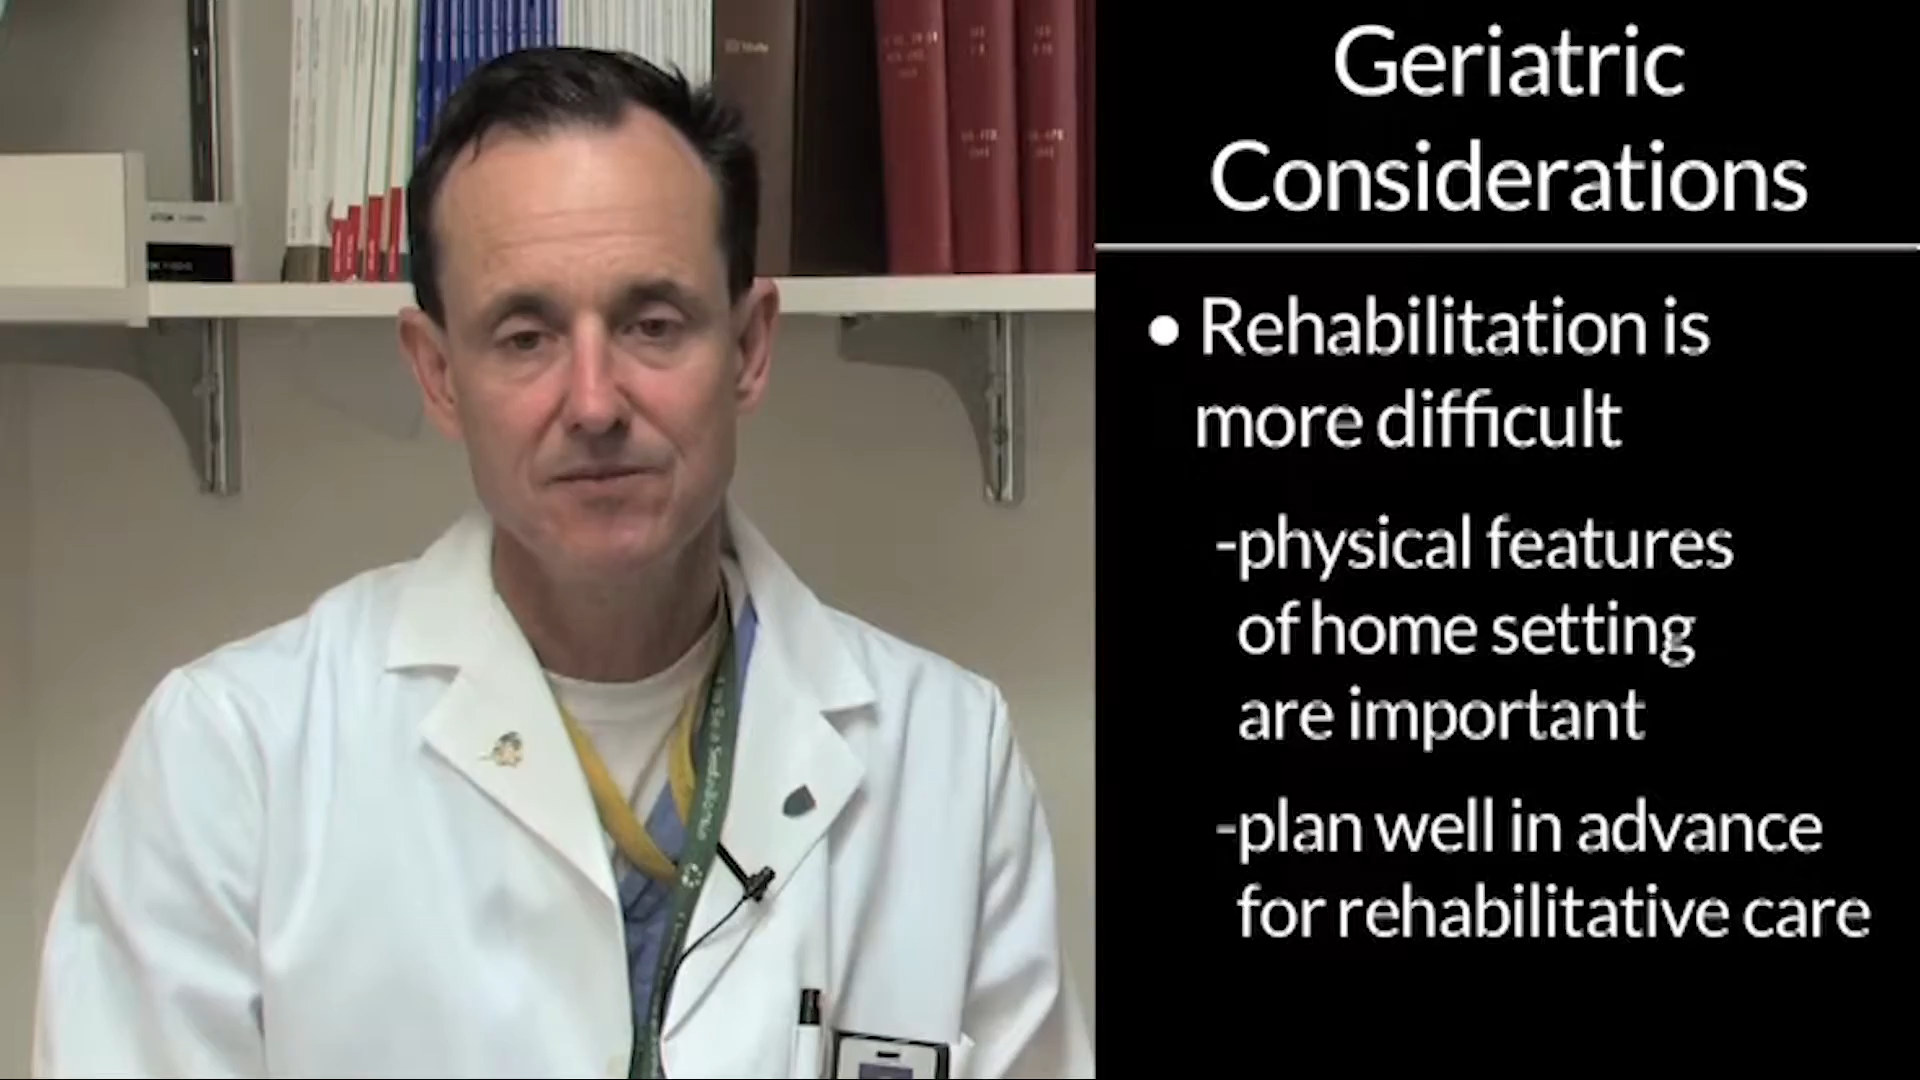 Geriatric
Considerations
• Rehabilitation is
more difficult
-physical features
of home setting
are important
-plan well in advance
for rehabilitative care